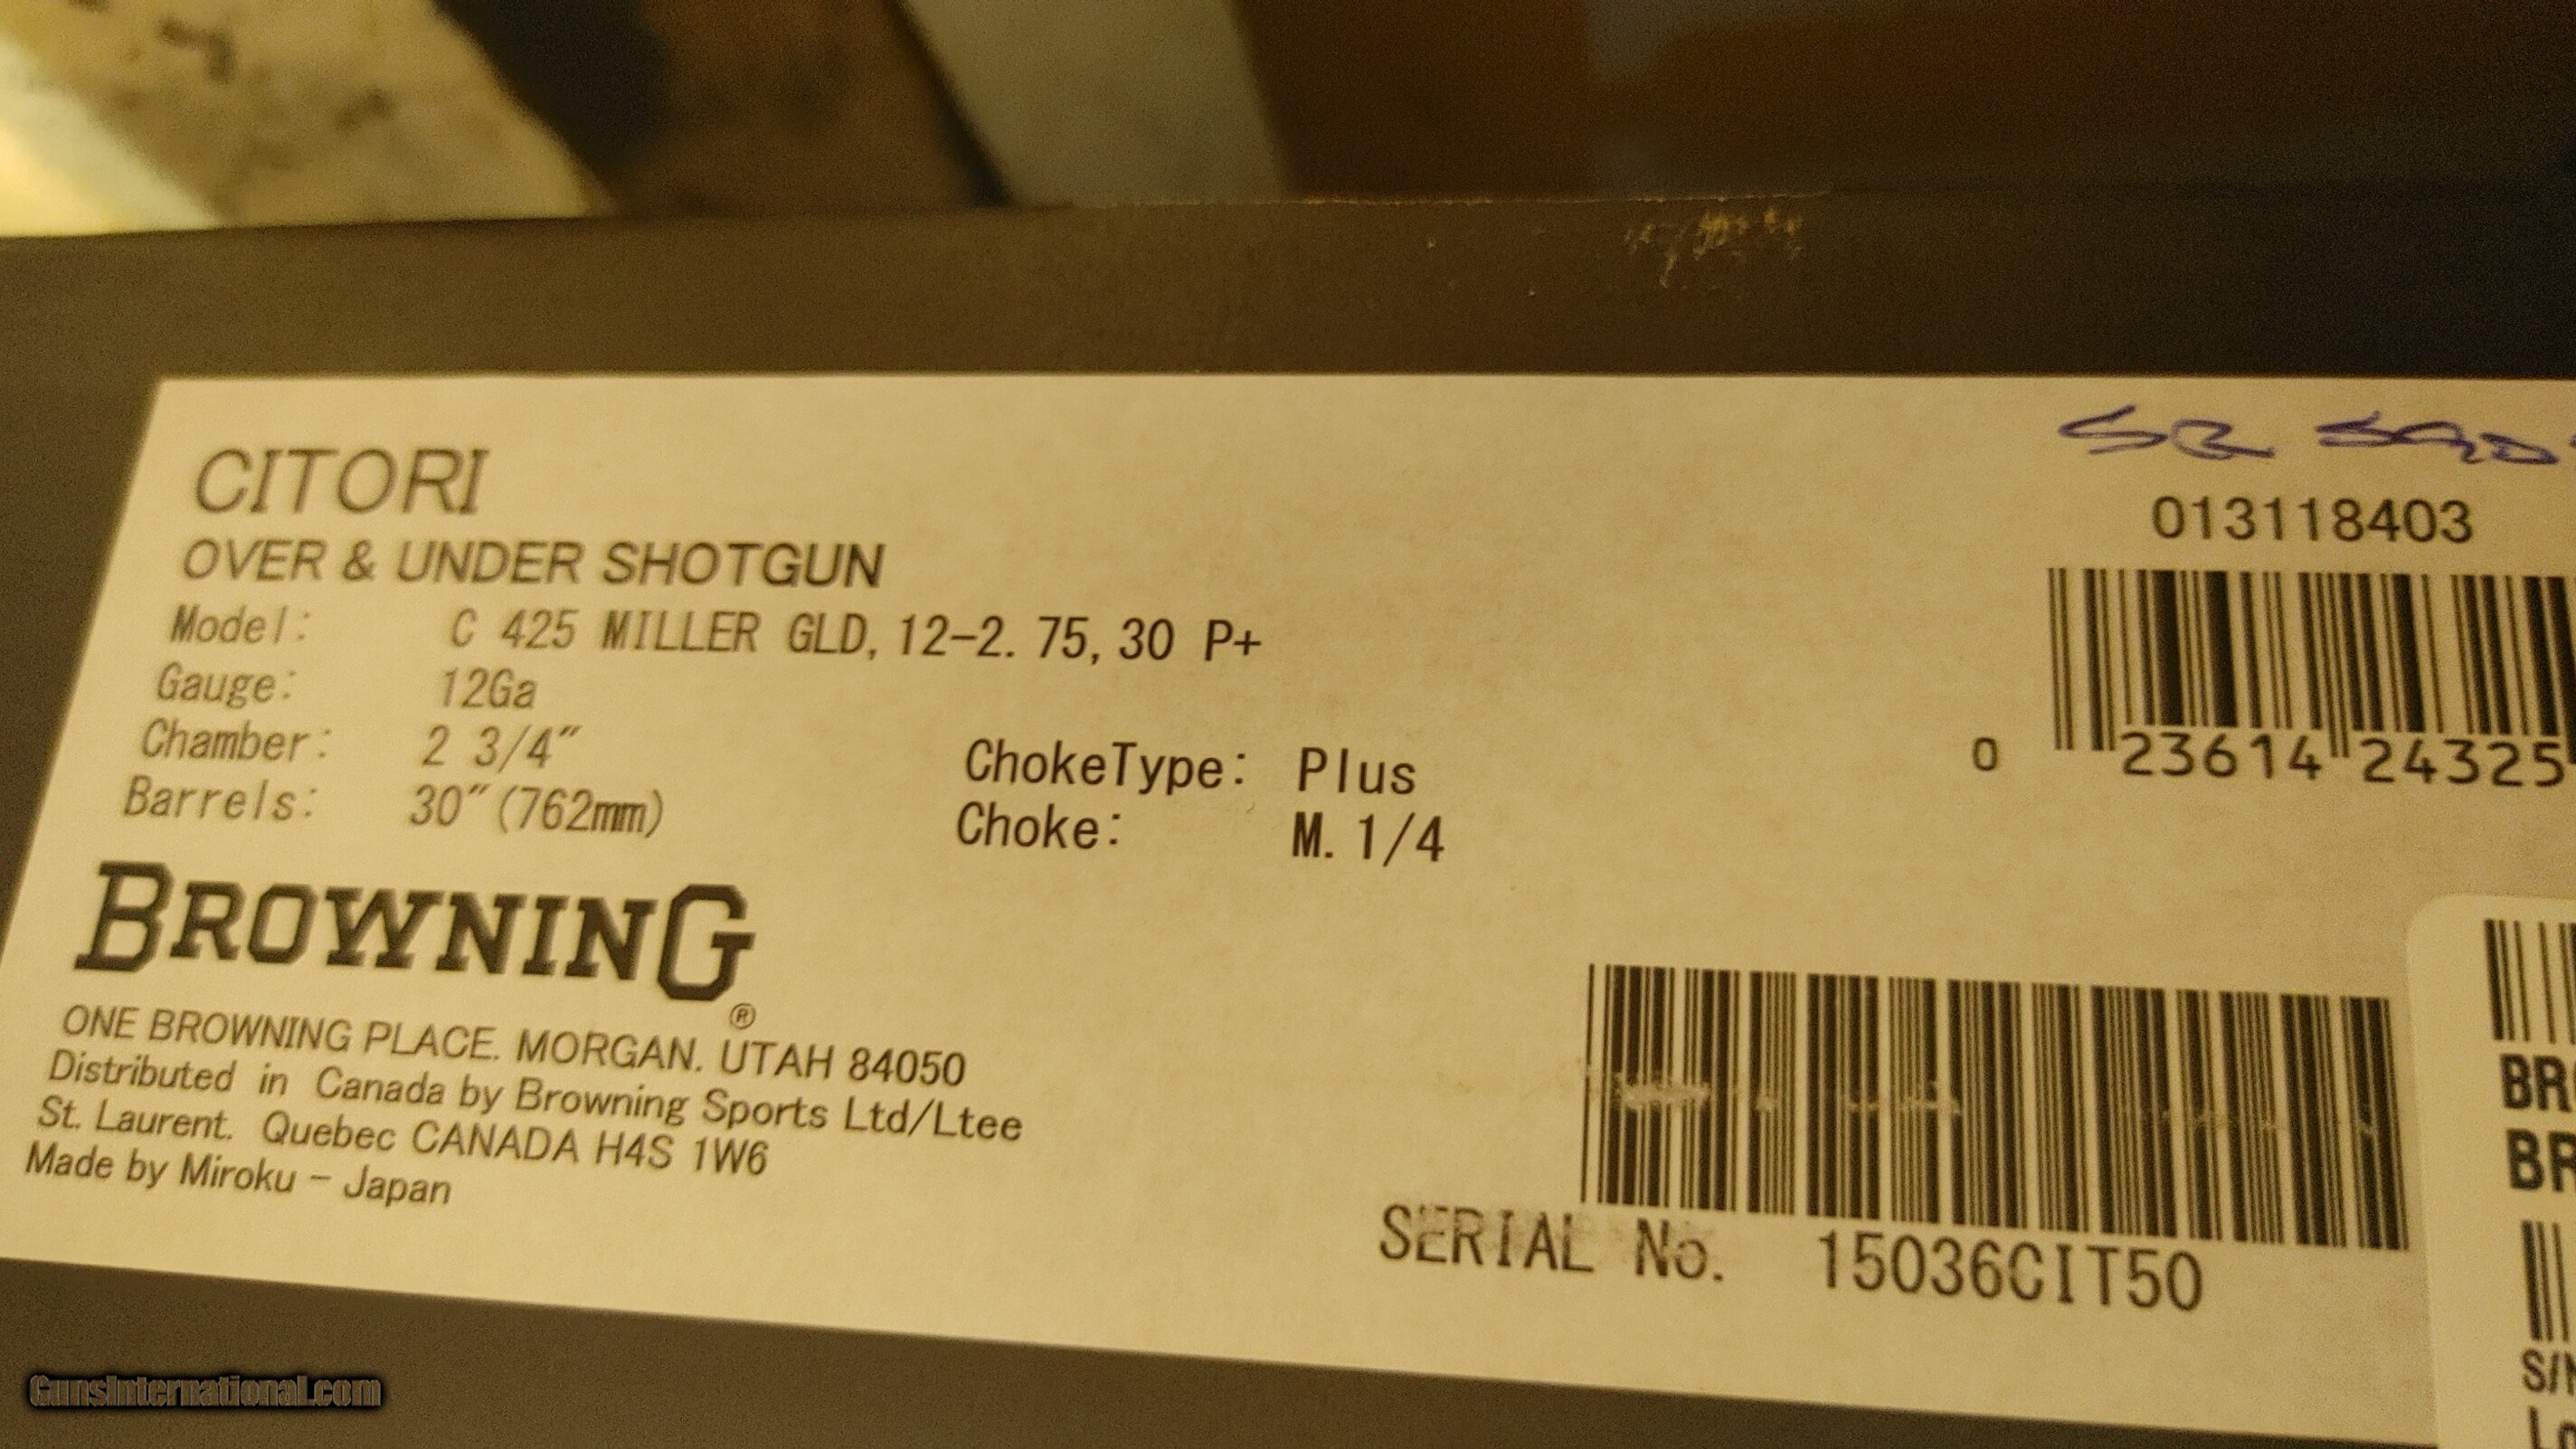 CITORI
OVER & UNDER SHOTGUN
Model: C 425 MILLER GLD, 12-2. 75, 30 P+
Gauge: 12Ga
Chamber: 2 3/4"
Barrels: 30"(762mm)
ChokeType: Plus
Choke: M. 1/4
BROWNING®
ONE BROWNING PLACE. MORGAN. UTAH 84050
Distributed in Canada by Browning Sports Ltd/Ltee
St. Laurent. Quebec CANADA H4S 1W6
Made by Miroku - Japan
013118403
0 23614 24325
SERIAL No. 15036CIT50
BR
S/N
GunsInternational.com